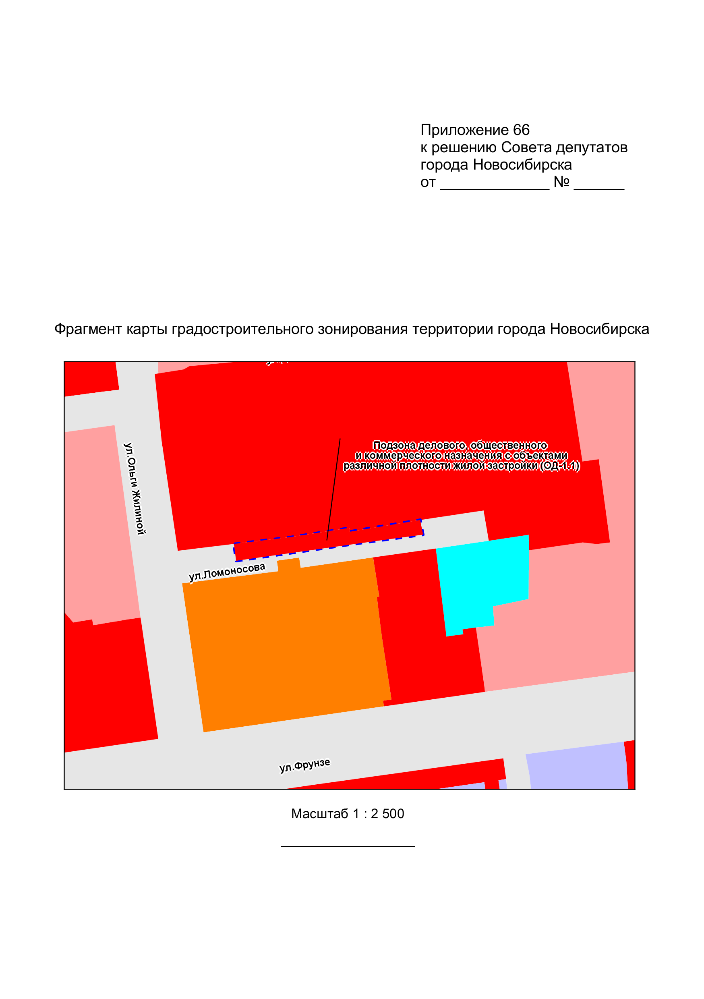 Приложение 66
к решению Совета депутатов
города Новосибирска
от _____________ № ______
Фрагмент карты градостроительного зонирования территории города Новосибирска
Подзона делового, общественного
и коммерческого назначения с объектами
различной плотности жилой застройки (ОД-1.1)
ул.Ольги Жилиной
ул.Ломоносова
ул.Фрунзе
Масштаб 1 : 2 500